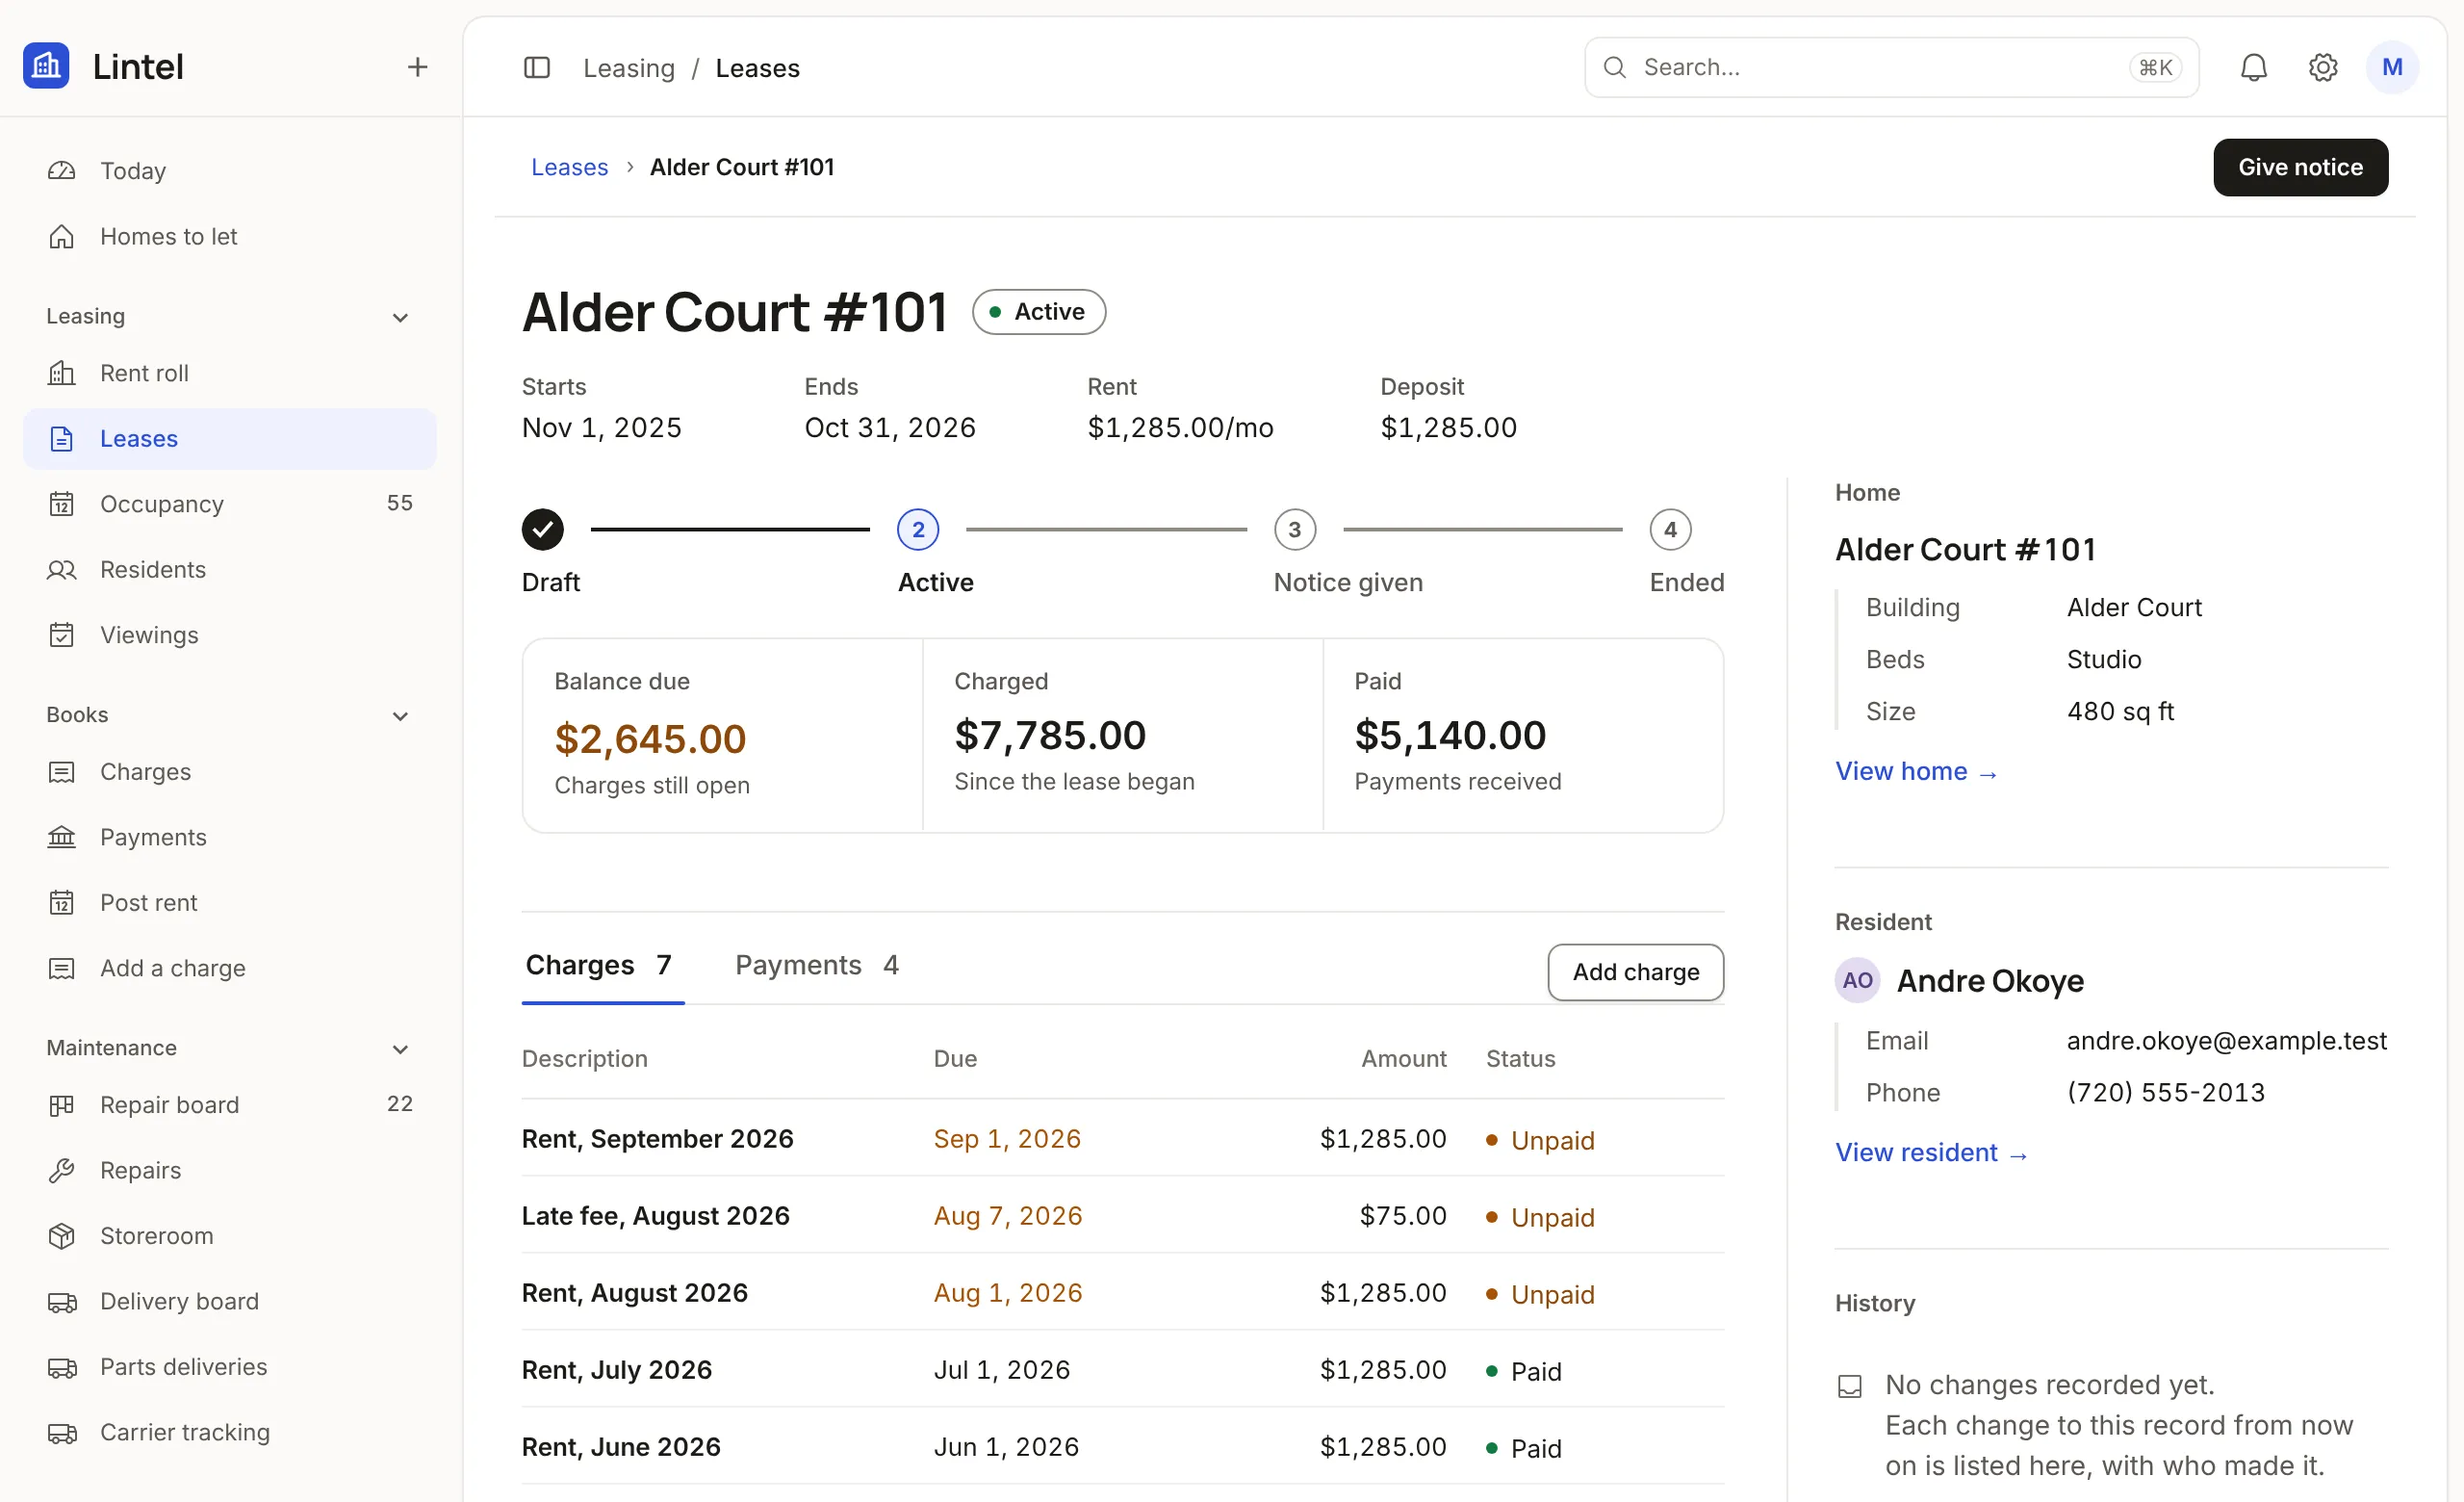 Lintel
Today
Homes to let
Leasing
Rent roll
Leases
Occupancy 55
Residents
Viewings
Books
Charges
Payments
Post rent
Add a charge
Maintenance
Repair board 22
Repairs
Storeroom
Delivery board
Parts deliveries
Carrier tracking
Leasing / Leases
Search... ⌘K
M
Leases › Alder Court #101
Give notice
Alder Court #101 Active
Starts Ends Rent Deposit
Nov 1, 2025 Oct 31, 2026 $1,285.00/mo $1,285.00
2 3 4
Draft Active Notice given Ended
Balance due Charged Paid
$2,645.00 $7,785.00 $5,140.00
Charges still open Since the lease began Payments received
Charges 7 Payments 4 Add charge
Description Due Amount Status
Rent, September 2026 Sep 1, 2026 $1,285.00 Unpaid
Late fee, August 2026 Aug 7, 2026 $75.00 Unpaid
Rent, August 2026 Aug 1, 2026 $1,285.00 Unpaid
Rent, July 2026 Jul 1, 2026 $1,285.00 Paid
Rent, June 2026 Jun 1, 2026 $1,285.00 Paid
Home
Alder Court #101
Building Alder Court
Beds Studio
Size 480 sq ft
View home →
Resident
AO Andre Okoye
Email andre.okoye@example.test
Phone (720) 555-2013
View resident →
History
No changes recorded yet.
Each change to this record from now
on is listed here, with who made it.